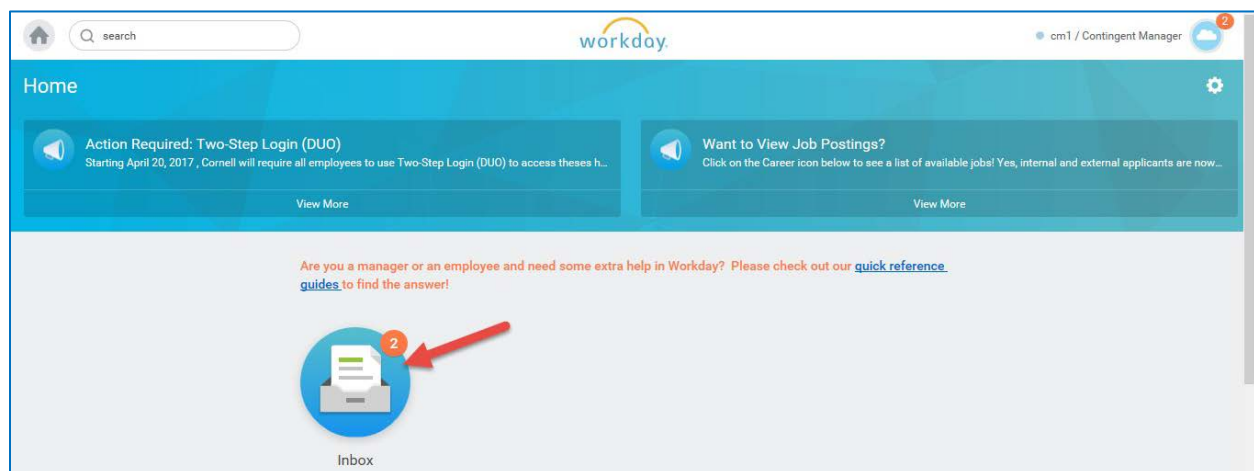 search
workday.
cm1 / Contingent Manager
2
Home
Action Required: Two-Step Login (DUO)
Starting April 20, 2017 , Cornell will require all employees to use Two-Step Login (DUO) to access theses h...
View More
Want to View Job Postings?
Click on the Career icon below to see a list of available jobs! Yes, internal and external applicants are now...
View More
Are you a manager or an employee and need some extra help in Workday? Please check out our quick reference
guides to find the answer!
2
Inbox